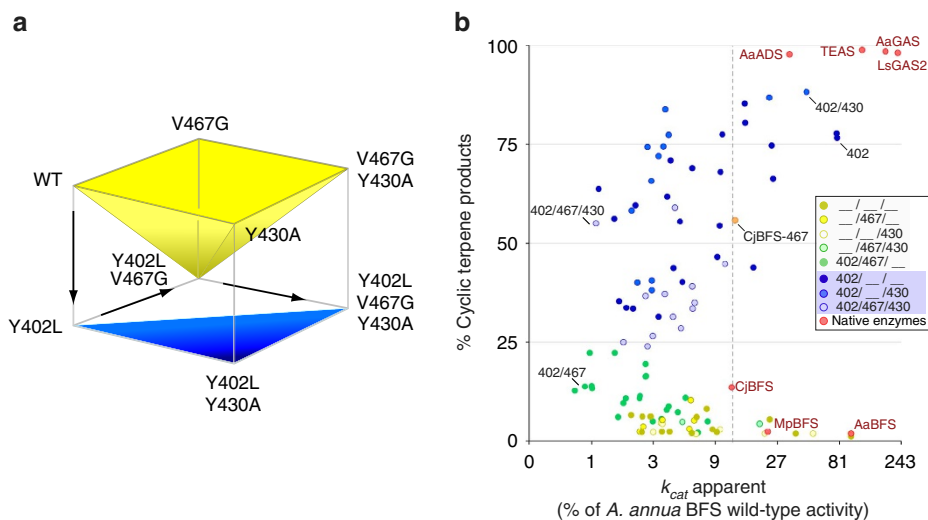 a
V467G
WT
V467G
Y430A
Y430A
Y402L
V467G
Y402L
Y402L
V467G
Y430A
Y402L
Y430A
b
% Cyclic terpene products
100
75
50
25
0
0
1
3
9
27
81
243
kcat apparent
(% of A. annua BFS wild-type activity)
AaADS
TEAS
AaGAS
LsGAS2
402/430
402
402/467/430
CjBFS-467
402/467
CjBFS
MpBFS
AaBFS
__ / __ /__
__ /467/ __
__ /__ /430
__ /467/430
402/467/ __
402/ __ / __
402/ __ /430
402/467/430
Native enzymes